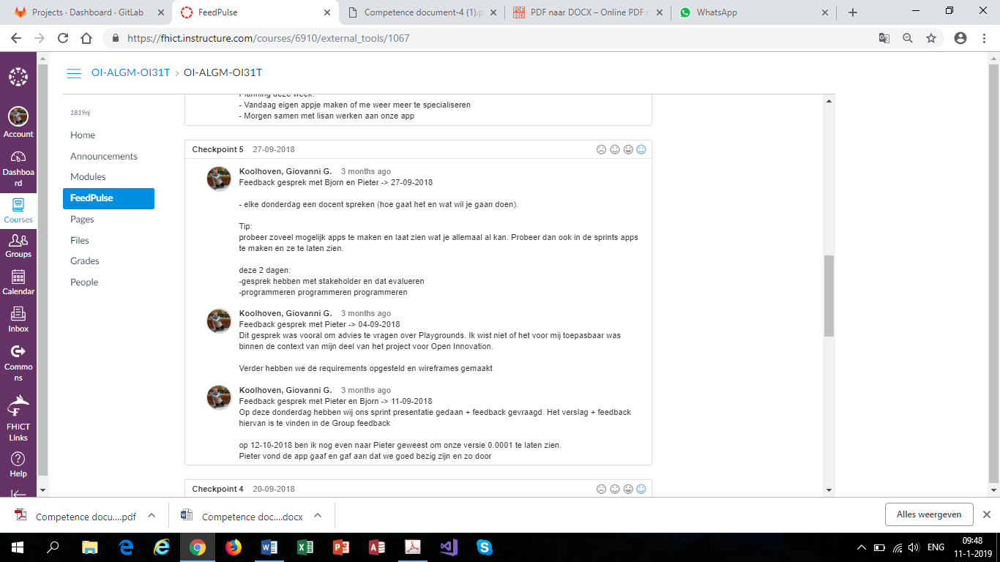 Projects · Dashboard · GitLab
FeedPulse
Competence document-4 (1).p
PDF naar DOCX – Online PDF n
WhatsApp
https://fhict.instructure.com/courses/6910/external_tools/1067
OI-ALGM-OI31T > OI-ALGM-OI31T
Account
Dashboa
rd
Courses
Groups
Calendar
Inbox
Commo
ns
FHICT
Links
Help
1819nj
Home
Announcements
Modules
FeedPulse
Pages
Files
Grades
People
Planning deze week:
- Vandaag eigen appje maken of me weer meer te specialiseren
- Morgen samen met lisan werken aan onze app
Checkpoint 5 27-09-2018
Koolhoven, Giovanni G. 3 months ago
Feedback gesprek met Bjorn en Pieter -> 27-09-2018
- elke donderdag een docent spreken (hoe gaat het en wat wil je gaan doen).
Tip:
probeer zoveel mogelijk apps te maken en laat zien wat je allemaal al kan. Probeer dan ook in de sprints apps
te maken en ze te laten zien.
deze 2 dagen:
-gesprek hebben met stakeholder en dat evalueren
-programmeren programmeren programmeren
Koolhoven, Giovanni G. 3 months ago
Feedback gesprek met Pieter -> 04-09-2018
Dit gesprek was vooral om advies te vragen over Playgrounds. Ik wist niet of het voor mij toepasbaar was
binnen de context van mijn deel van het project voor Open Innovation.
Verder hebben we de requirements opgesteld en wireframes gemaakt
Koolhoven, Giovanni G. 3 months ago
Feedback gesprek met Pieter en Bjorn -> 11-09-2018
Op deze donderdag hebben wij ons sprint presentatie gedaan + feedback gevraagd. Het verslag + feedback
hiervan is te vinden in de Group feedback
op 12-10-2018 ben ik nog even naar Pieter geweest om onze versie 0.0001 te laten zien.
Pieter vond de app gaaf en gaf aan dat we goed bezig zijn en zo door
Checkpoint 4 20-09-2018
Competence docu....pdf
Competence doc....docx
Alles weergeven
ENG
09:48
11-1-2019